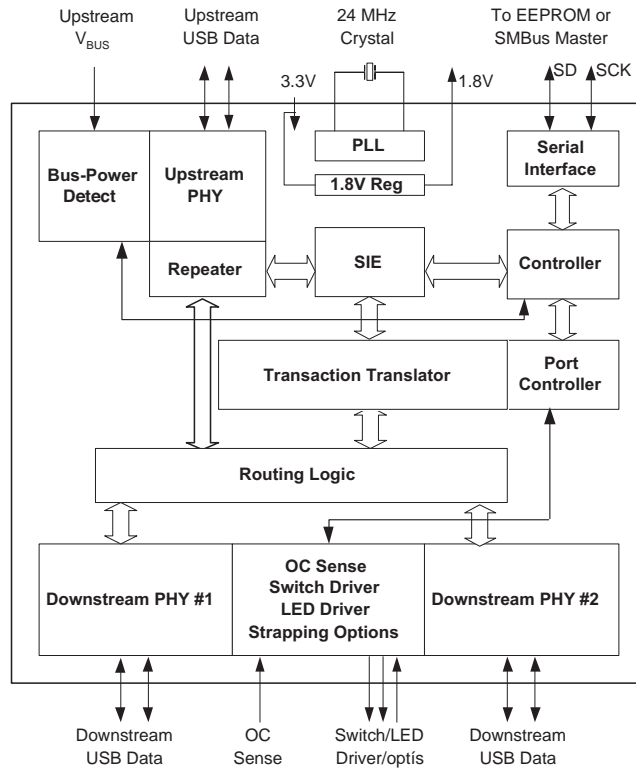 Upstream
V_BUS
Upstream
USB Data
24 MHz
Crystal
To EEPROM or
SMBus Master
3.3V
1.8V
SD
SCK
Bus-Power
Detect
Upstream
PHY
PLL
1.8V Reg
Serial
Interface
Repeater
SIE
Controller
Transaction Translator
Port
Controller
Routing Logic
Downstream PHY #1
OC Sense
Switch Driver
LED Driver
Strapping Options
Downstream PHY #2
Downstream
USB Data
OC
Sense
Switch/LED
Driver/optís
Downstream
USB Data